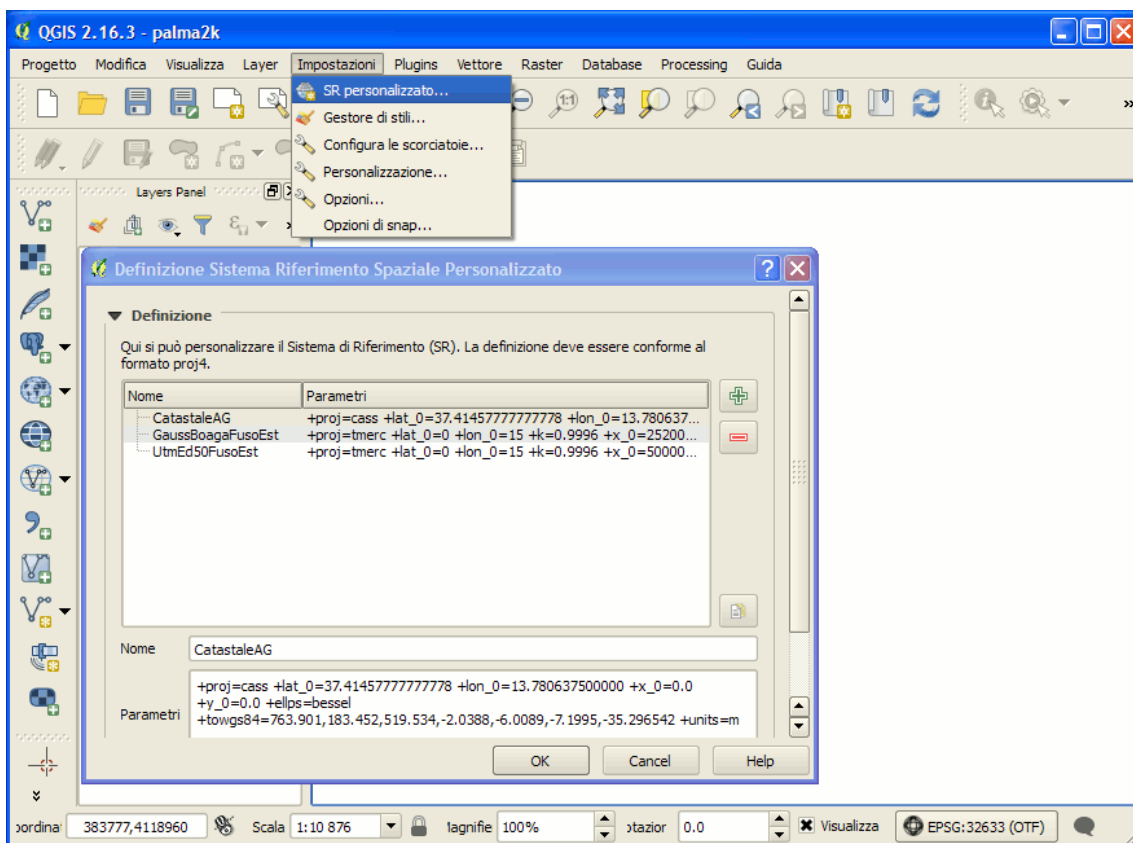 QGIS 2.16.3 - palma2k
Progetto Modifica Visualizza Layer Impostazioni Plugins Vettore Raster Database Processing Guida
SR personalizzato...
Gestore di stili...
Configura le scorciatoie...
Personalizzazione...
Opzioni...
Opzioni di snap...
1:1
»
Layers Panel
Definizione Sistema Riferimento Spaziale Personalizzato
Definizione
Qui si può personalizzare il Sistema di Riferimento (SR). La definizione deve essere conforme al
formato proj4.
Nome Parametri
CatastaleAG +proj=cass +lat_0=37.41457777777778 +lon_0=13.780637...
GaussBoagaFusoEst +proj=tmerc +lat_0=0 +lon_0=15 +k=0.9996 +x_0=25200...
UtmEd50FusoEst +proj=tmerc +lat_0=0 +lon_0=15 +k=0.9996 +x_0=50000...
Nome CatastaleAG
Parametri
+proj=cass +lat_0=37.41457777777778 +lon_0=13.780637500000 +x_0=0.0
+y_0=0.0 +ellps=bessel
+towgs84=763.901,183.452,519.534,-2.0388,-6.0089,-7.1995,-35.296542 +units=m
OK Cancel Help
oordina 383777,4118960 Scala 1:10 876 lagnifie 100% otazior 0.0 Visualizza EPSG:32633 (OTF)